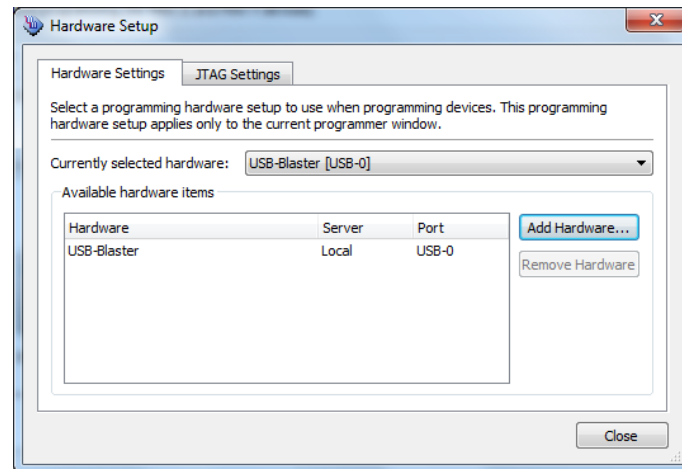 Hardware Setup
Hardware Settings
JTAG Settings
Select a programming hardware setup to use when programming devices. This programming
hardware setup applies only to the current programmer window.
Currently selected hardware: USB-Blaster [USB-0]
Available hardware items
Hardware Server Port
USB-Blaster Local USB-0
Add Hardware...
Remove Hardware
Close